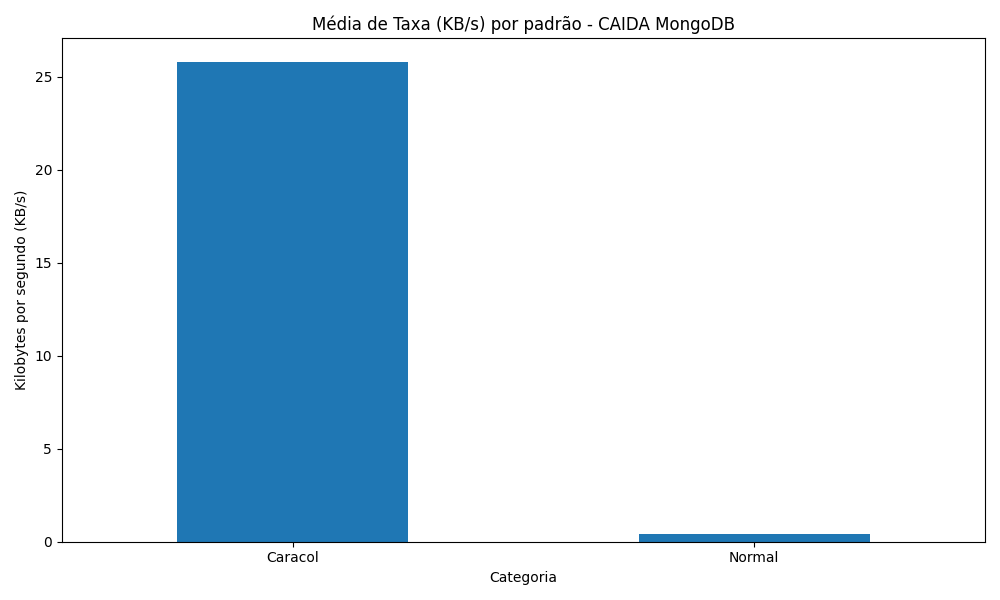 Média de Taxa (KB/s) por padrão - CAIDA MongoDB
Kilobytes por segundo (KB/s)
25
20
15
10
5
0
Caracol
Normal
Categoria